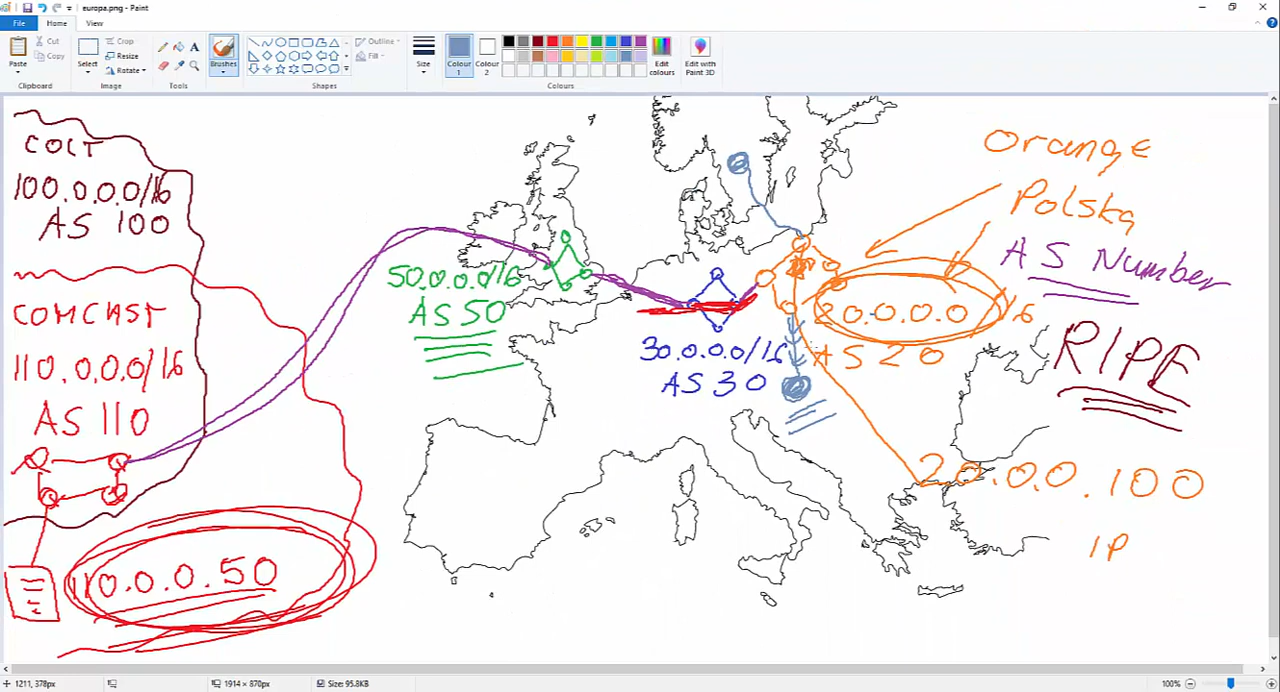 europa.png - Paint
File
Home
View
Paste
Cut
Copy
Clipboard
Select
Crop
Resize
Rotate
Image
A
Tools
Brushes
Outline
Fill
Shapes
Size
Colour 1
Colour 2
Edit colours
Edit with Paint 3D
Colours
COLT
100.0.0.0/16
AS 100
COMCAST
110.0.0.0/16
AS 110
110.0.0.50
50.0.0.0/16
AS 50
30.0.0.0/16
AS 30
Orange
Polska
AS Number
20.0.0.0/16
AS 20
RIPE
20.0.0.100
IP
1211, 378px
1914 × 870px
Size: 95.8KB
100%